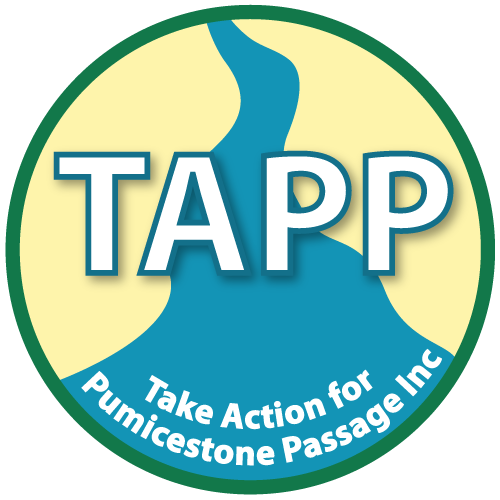 TAPP
Take Action for
Pumicestone Passage Inc